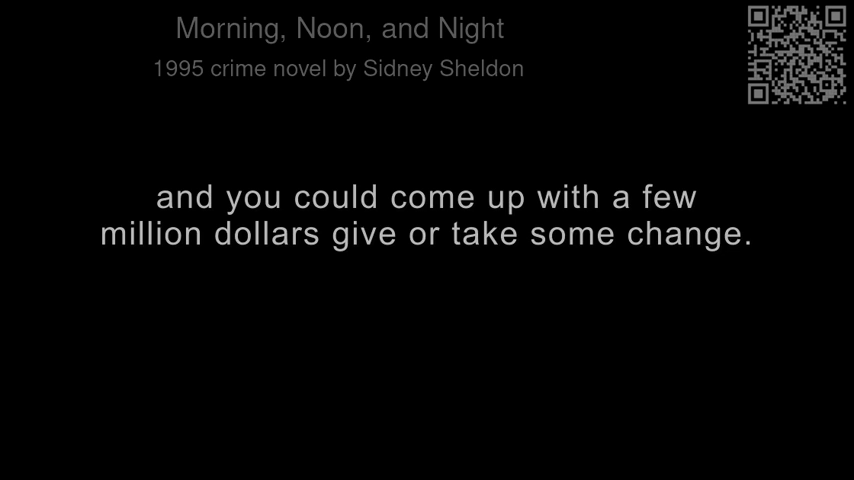 Morning, Noon, and Night
1995 crime novel by Sidney Sheldon
and you could come up with a few
million dollars give or take some change.